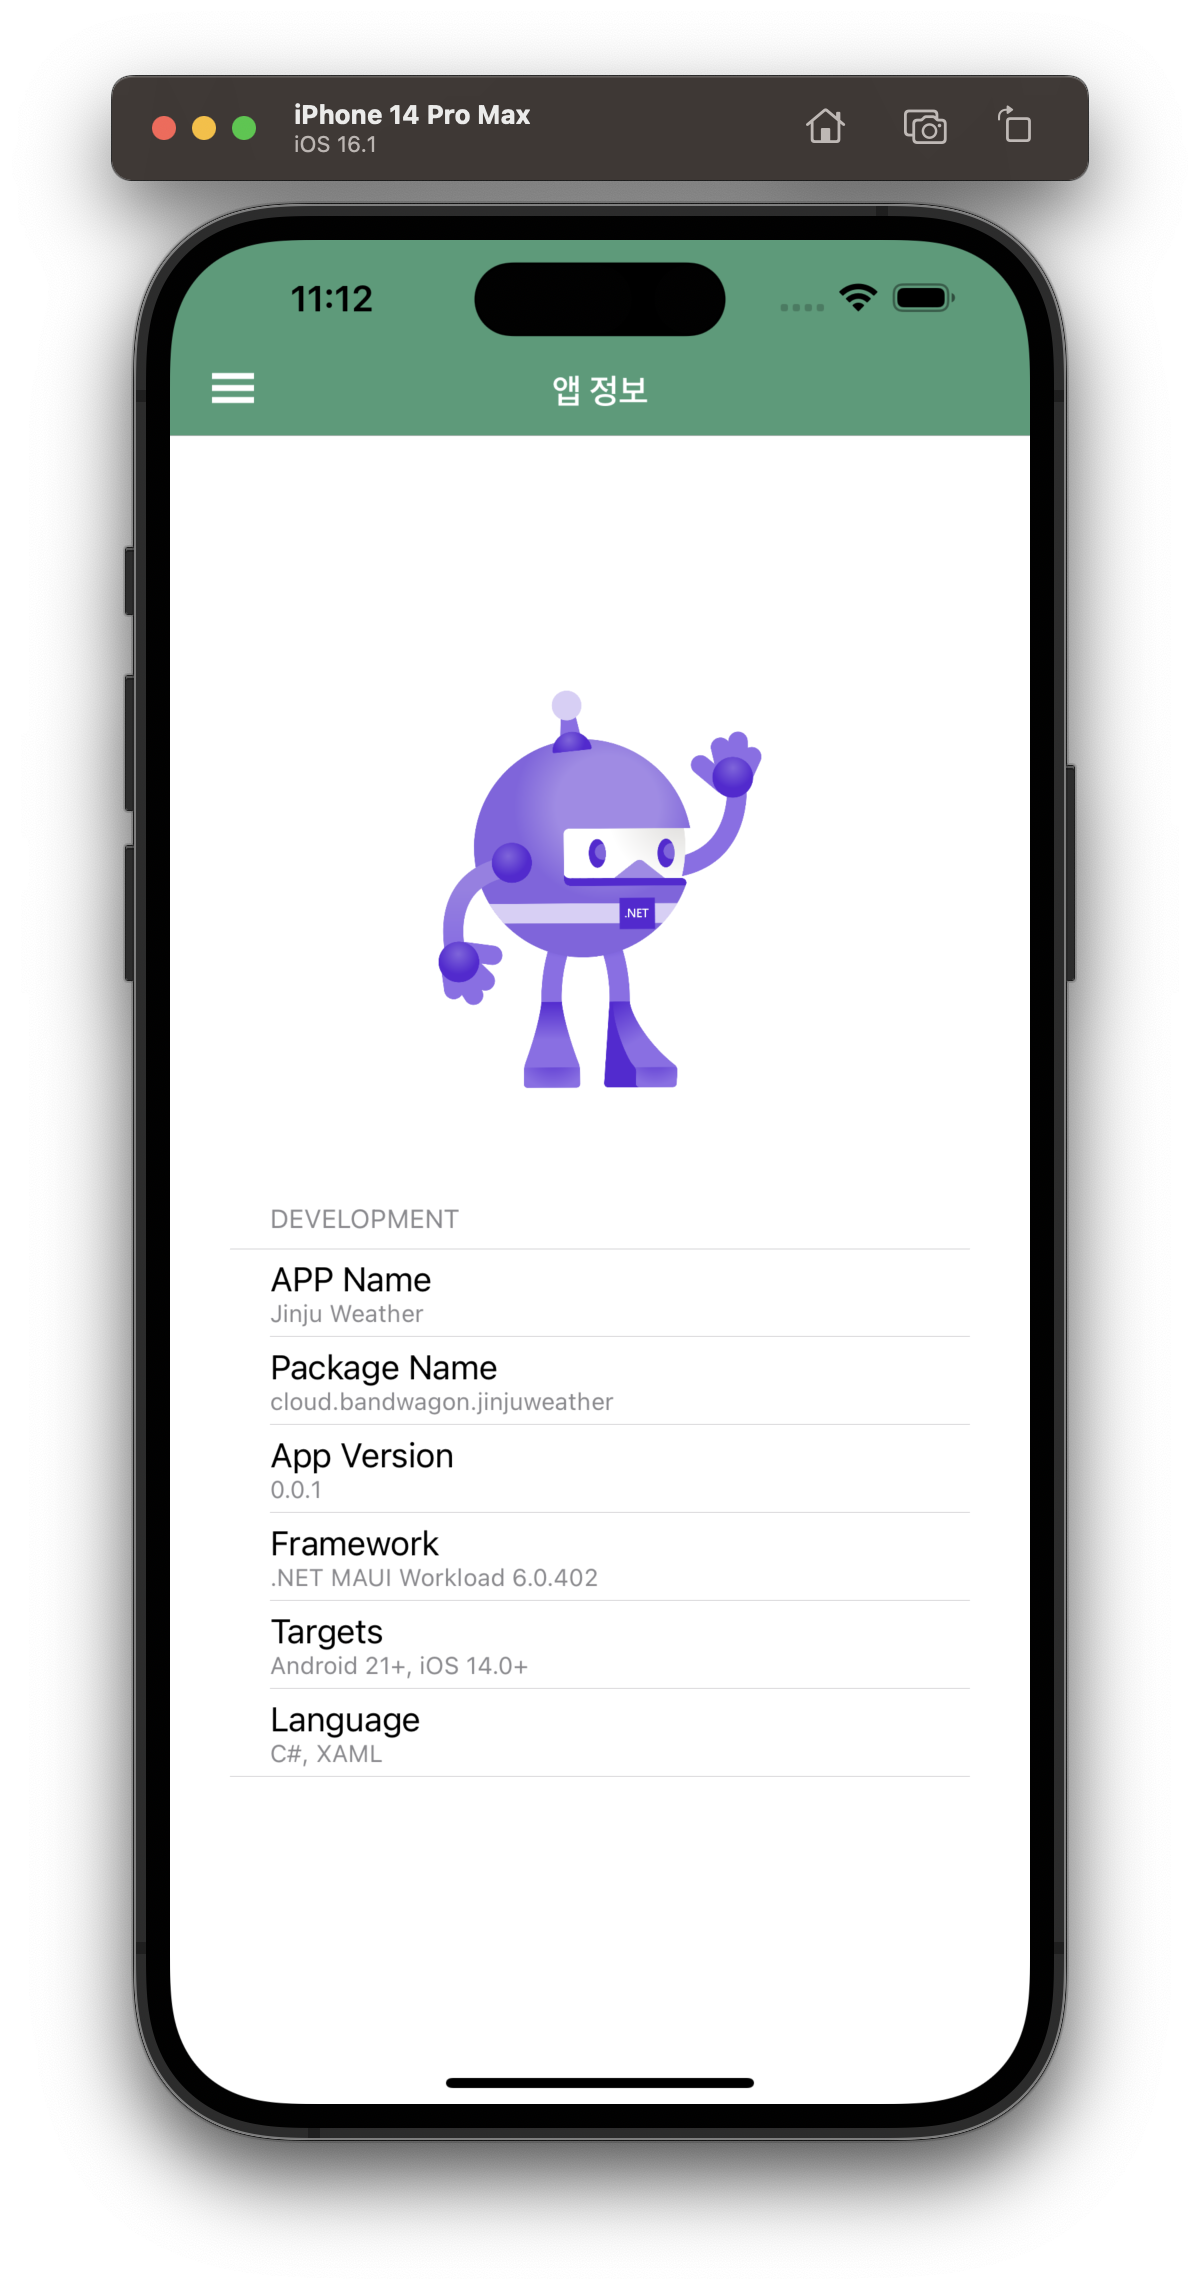 iPhone 14 Pro Max
iOS 16.1
11:12
앱 정보
.NET
DEVELOPMENT
APP Name
Jinju Weather
Package Name
cloud.bandwagon.jinjuweather
App Version
0.0.1
Framework
.NET MAUI Workload 6.0.402
Targets
Android 21+, iOS 14.0+
Language
C#, XAML